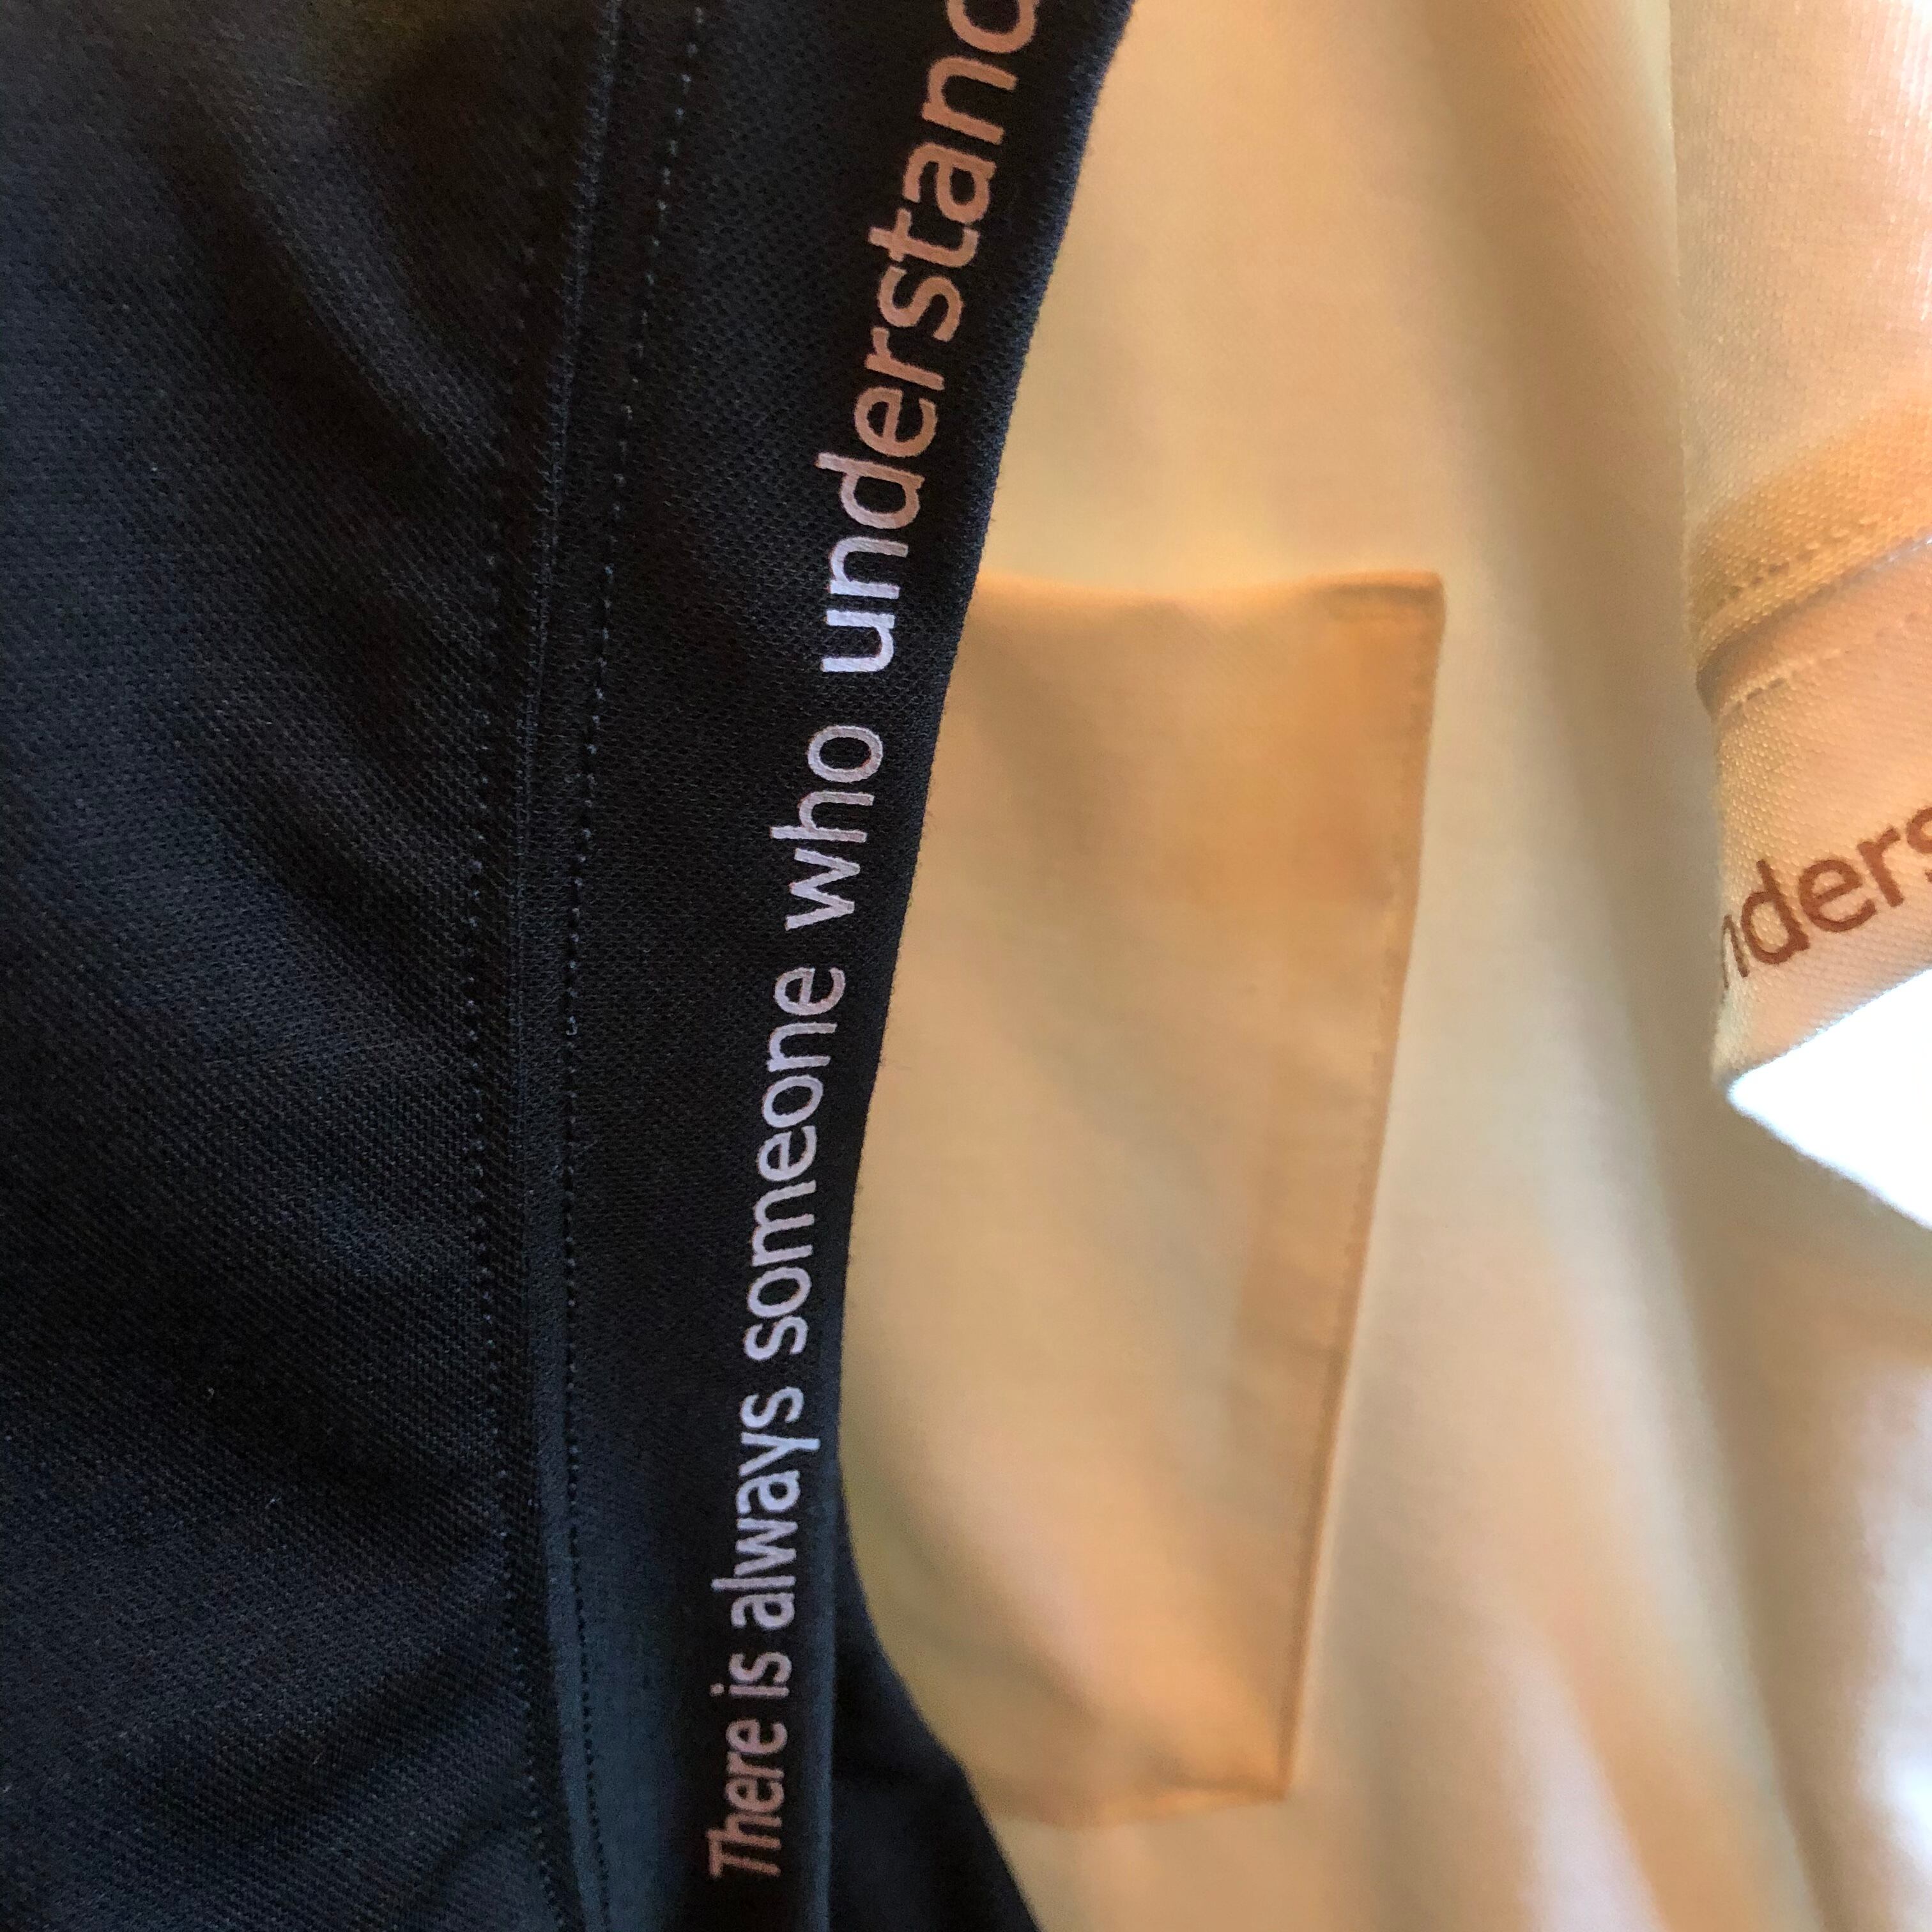 There is always someone who understand
nders